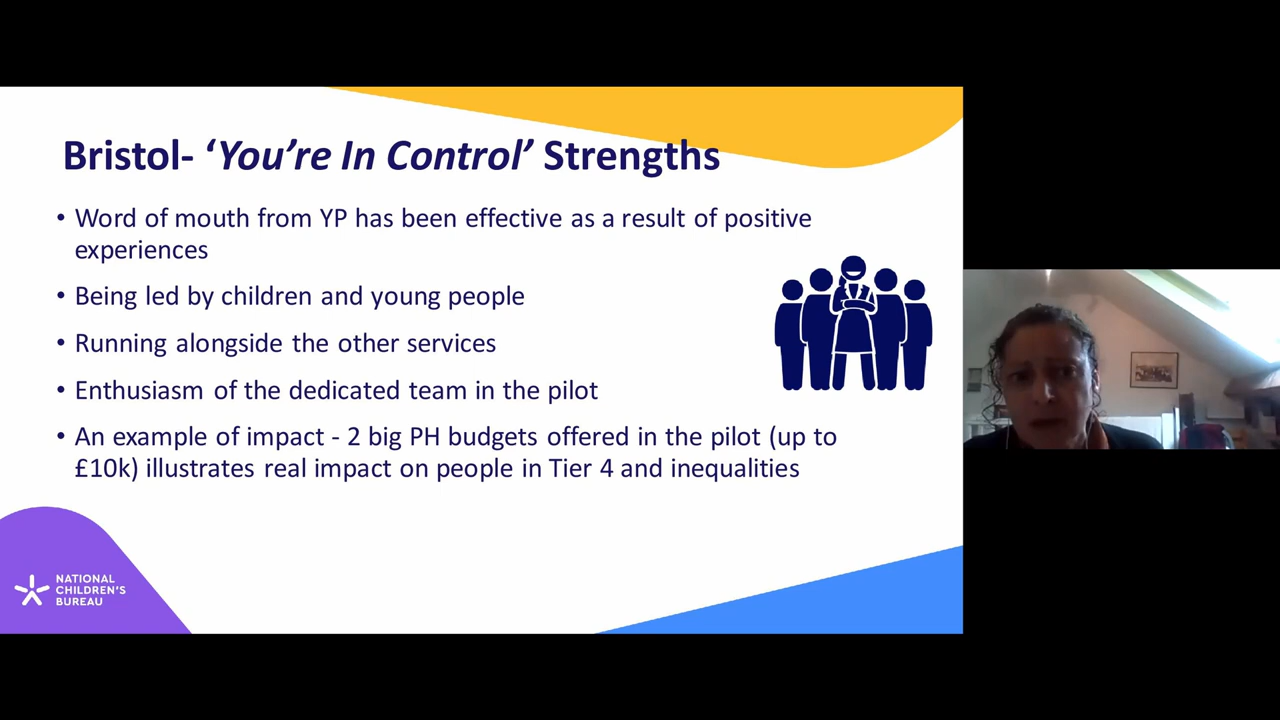 Bristol- ‘You’re In Control’ Strengths
• Word of mouth from YP has been effective as a result of positive
experiences
• Being led by children and young people
• Running alongside the other services
• Enthusiasm of the dedicated team in the pilot
• An example of impact - 2 big PH budgets offered in the pilot (up to
£10k) illustrates real impact on people in Tier 4 and inequalities
NATIONAL
CHILDREN'S
BUREAU